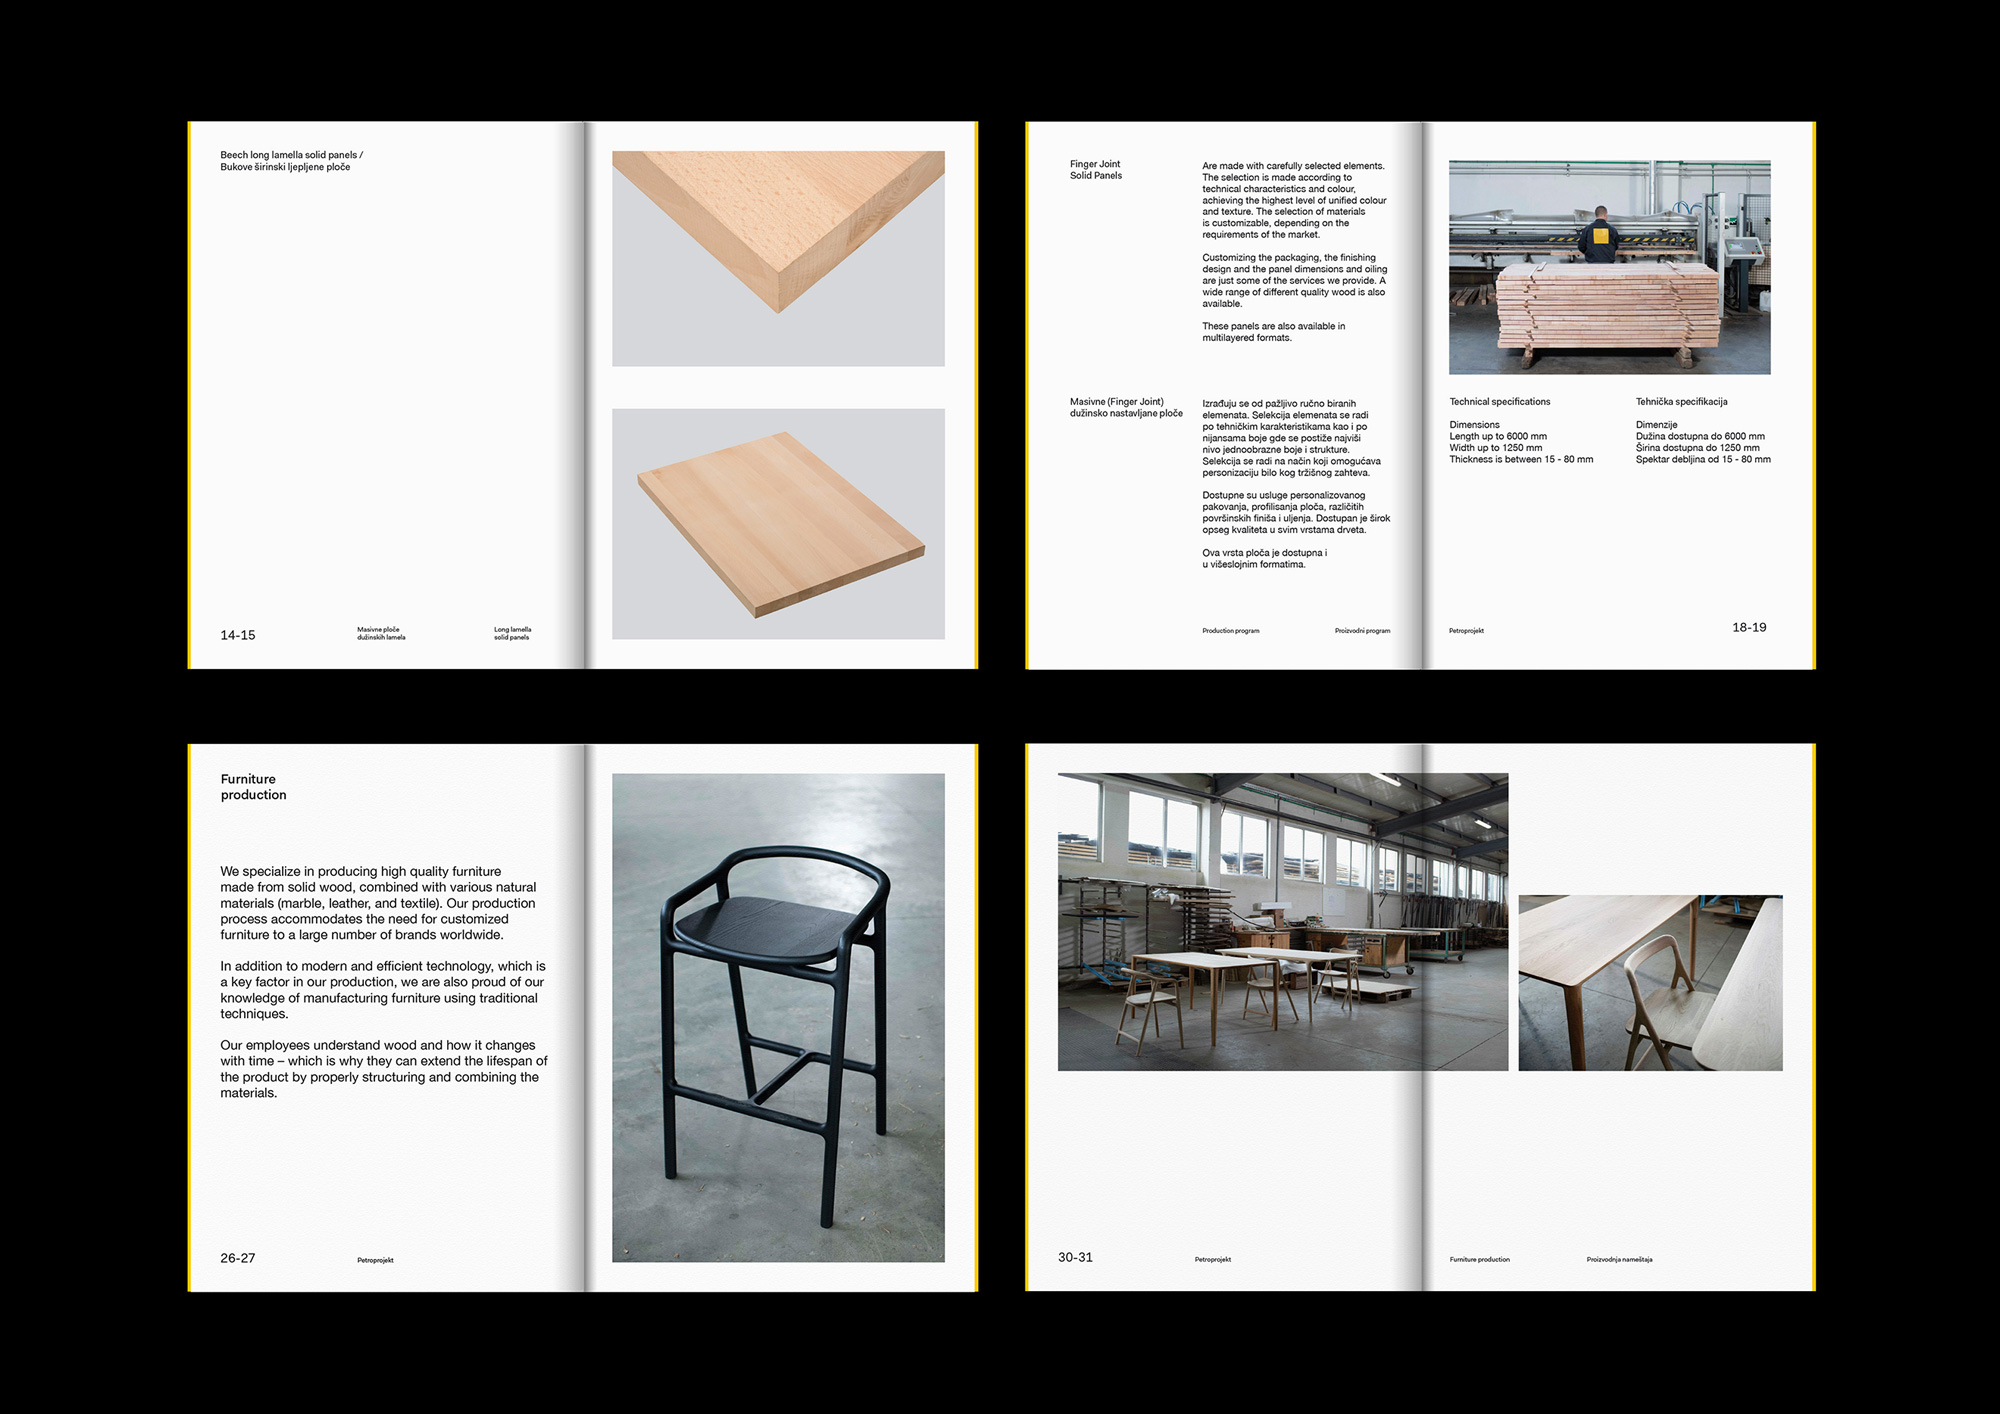 Beech long lamella solid panels /
Bukove širinski ljepljene ploče
14-15
Masivne ploče
dužinskih lamela
Long lamella
solid panels
Finger Joint
Solid Panels
Are made with carefully selected elements.
The selection is made according to
technical characteristics and colour,
achieving the highest level of unified colour
and texture. The selection of materials
is customizable, depending on the
requirements of the market.
Customizing the packaging, the finishing
design and the panel dimensions and oiling
are just some of the services we provide. A
wide range of different quality wood is also
available.
These panels are also available in
multilayered formats.
Masivne (Finger Joint)
dužinsko nastavljane ploče
Izrađuju se od pažljivo ručno biranih
elemenata. Selekcija elemenata se radi
po tehničkim karakteristikama kao i po
nijansama boje gde se postiže najviši
nivo jednoobrazne boje i strukture.
Selekcija se radi na način koji omogućava
personizaciju bilo kog tržišnog zahteva.
Dostupne su usluge personalizovanog
pakovanja, profilisanja ploča, različitih
površinskih finiša i uljenja. Dostupan je širok
opseg kvaliteta u svim vrstama drveta.
Ova vrsta ploča je dostupna i
u višeslojnim formatima.
Production program
Proizvodni program
Technical specifications
Dimensions
Length up to 6000 mm
Width up to 1250 mm
Thickness is between 15 - 80 mm
Tehnička specifikacija
Dimenzije
Dužina dostupna do 6000 mm
Širina dostupna do 1250 mm
Spektar debljina od 15 - 80 mm
Petroprojekt
18-19
Furniture
production
We specialize in producing high quality furniture
made from solid wood, combined with various natural
materials (marble, leather, and textile). Our production
process accommodates the need for customized
furniture to a large number of brands worldwide.
In addition to modern and efficient technology, which is
a key factor in our production, we are also proud of our
knowledge of manufacturing furniture using traditional
techniques.
Our employees understand wood and how it changes
with time – which is why they can extend the lifespan of
the product by properly structuring and combining the
materials.
26-27
Petroprojekt
30-31
Petroprojekt
Furniture production
Proizvodnja nameštaja